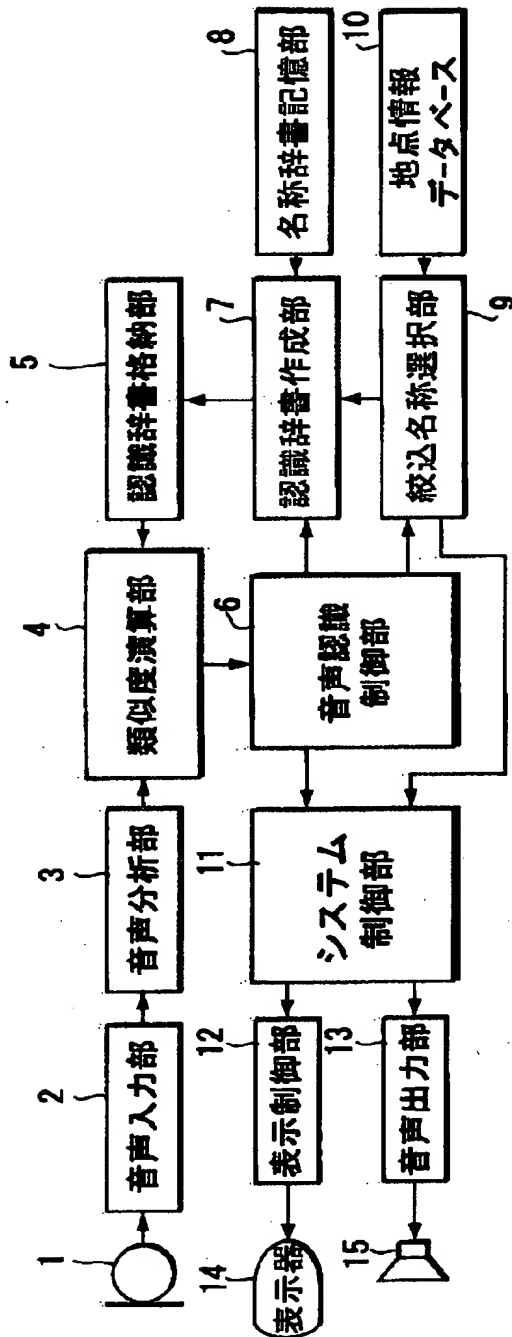 1
2
音声入力部
3
音声分析部
4
類似度演算部
5
認識辞書格納部
6
音声認識
制御部
7
認識辞書作成部
8
名称辞書記憶部
9
絞込名称選択部
10
地点情報
データベース
11
システム
制御部
12
表示制御部
13
音声出力部
14
表示器
15